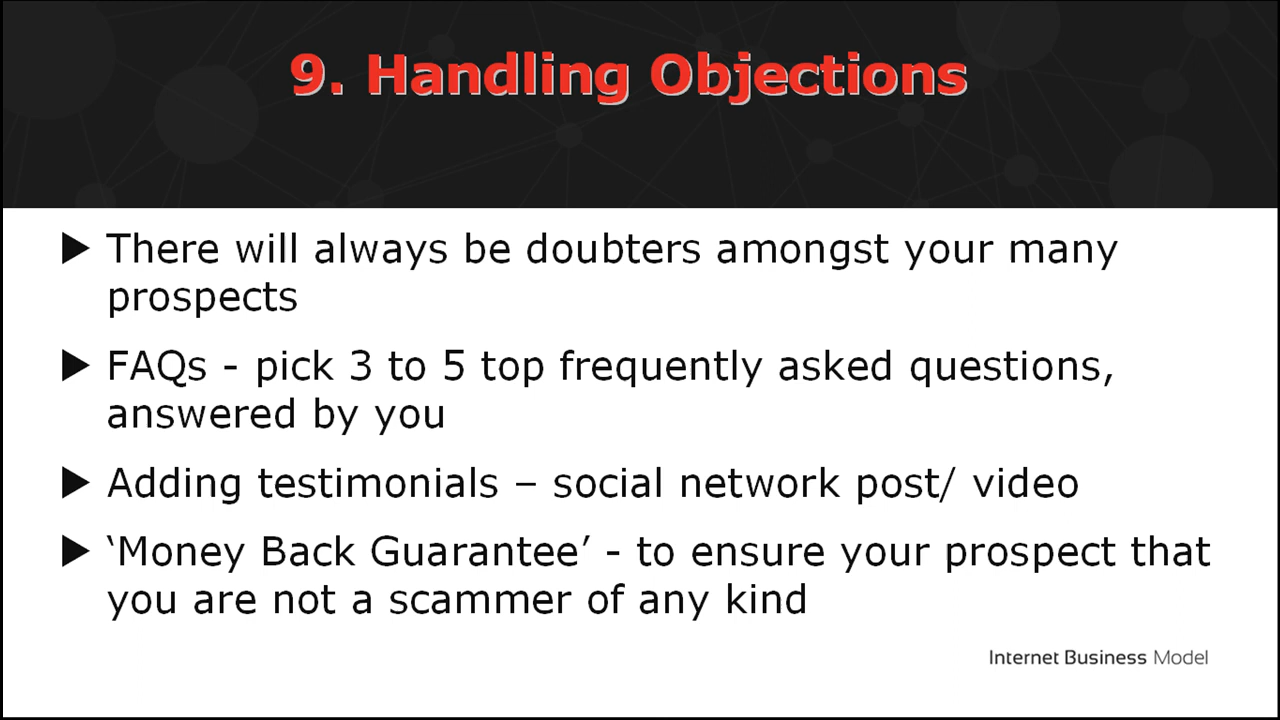 9. Handling Objections
▶ There will always be doubters amongst your many
prospects
▶ FAQs - pick 3 to 5 top frequently asked questions,
answered by you
▶ Adding testimonials – social network post/ video
▶ ‘Money Back Guarantee’ - to ensure your prospect that
you are not a scammer of any kind
Internet Business Model